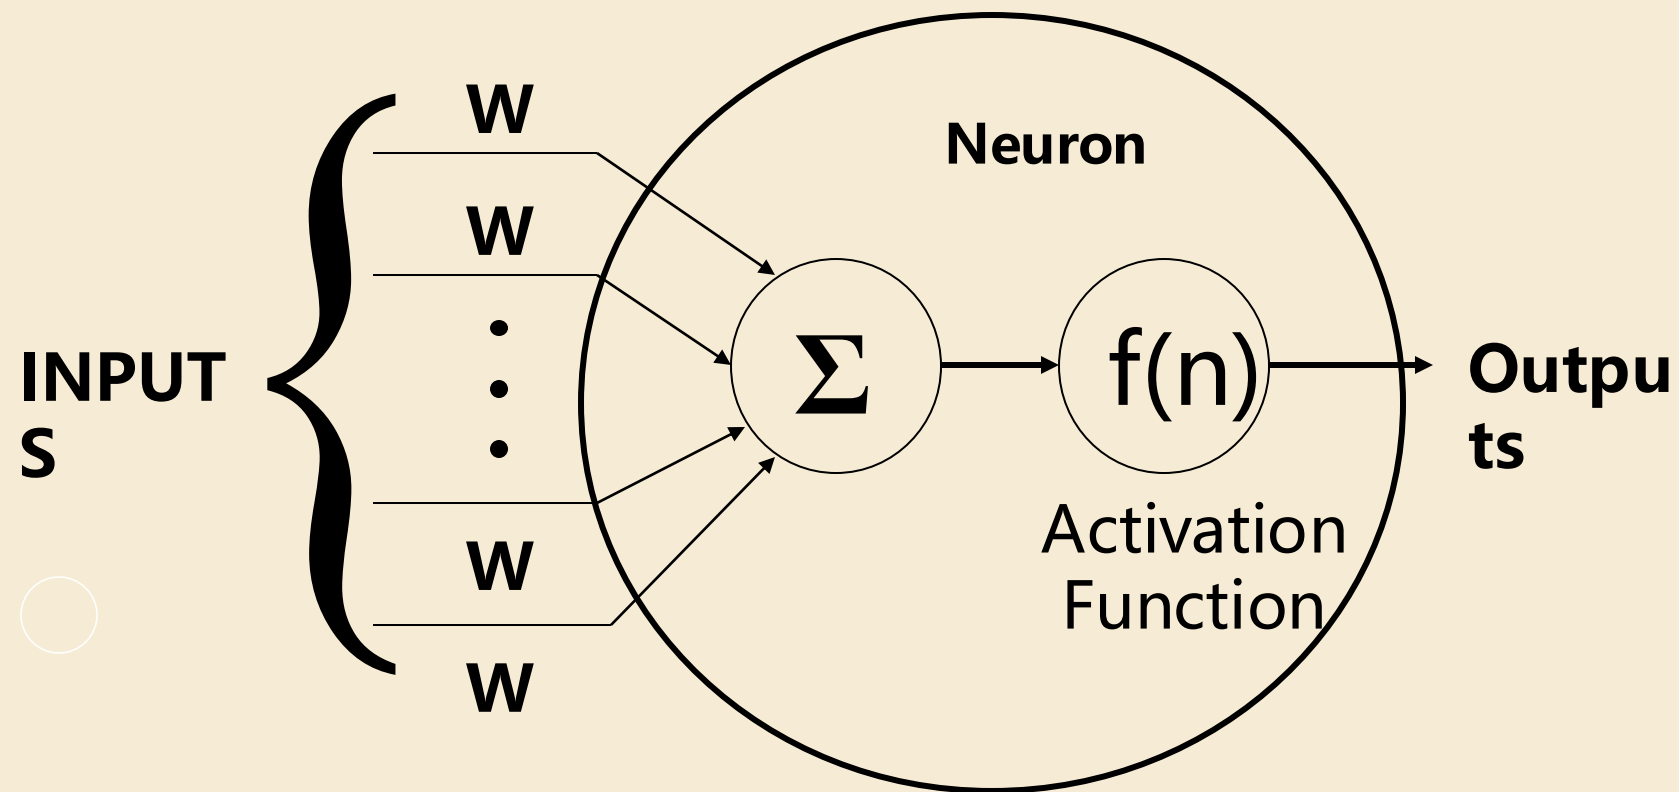 W
Neuron
W
INPUT
S
Σ
f(n)
Outpu
ts
Activation
Function
W
W